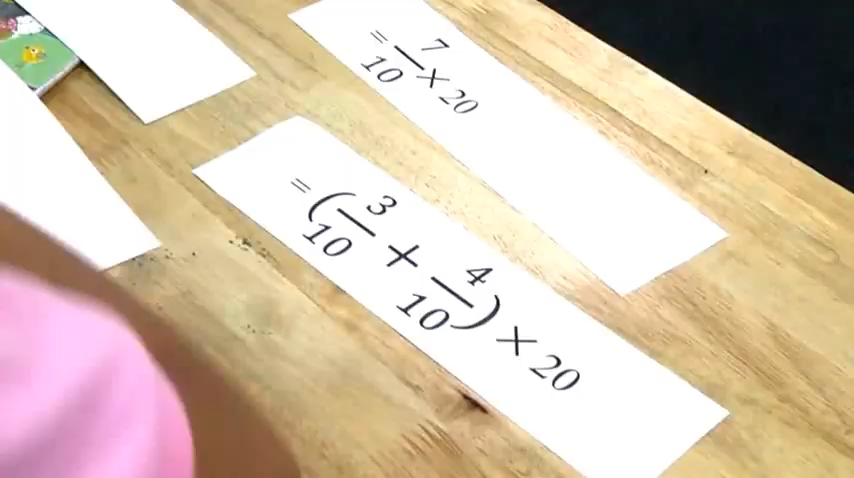 = 7/10 × 20
= (3/10 + 4/10) × 20